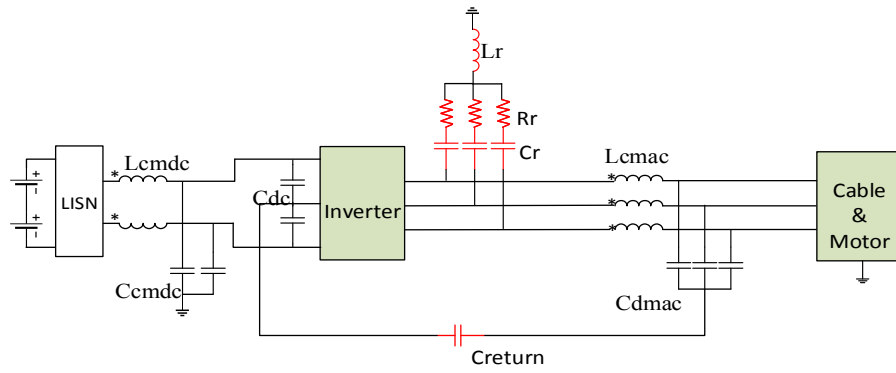 Lr
Rr
Cr
Lcmdc
Lcmac
*
*
*
*
*
+
-
+
-
LISN
Cdc
Inverter
Cable
&
Motor
Ccmdc
Cdmac
Creturn